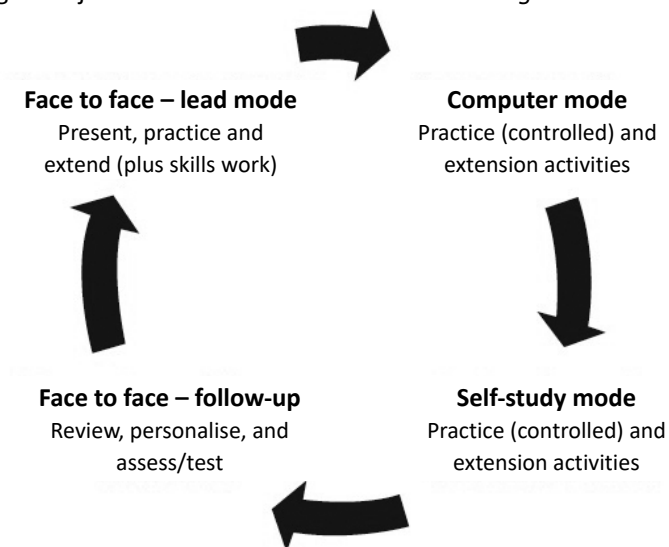 Face to face – lead mode
Present, practice and
extend (plus skills work)
Computer mode
Practice (controlled) and
extension activities
Self-study mode
Practice (controlled) and
extension activities
Face to face – follow-up
Review, personalise, and
assess/test